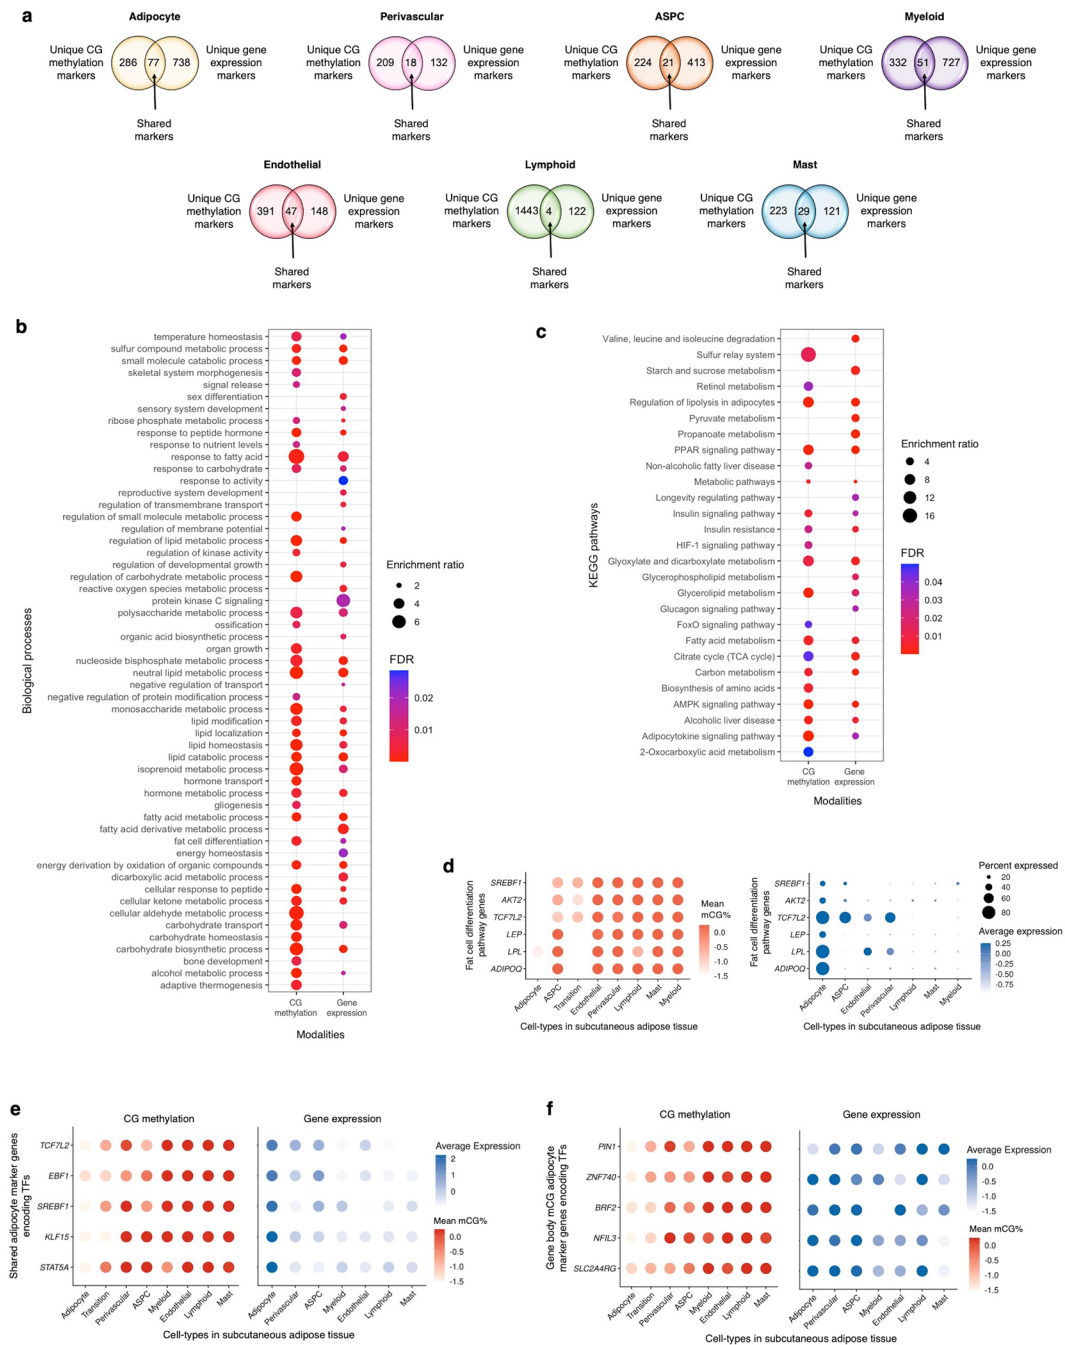 a
Adipocyte
Unique CG
methylation
markers
286 77 738
Unique gene
expression
markers
Shared
markers
Perivascular
Unique CG
methylation
markers
209 18 132
Unique gene
expression
markers
Shared
markers
ASPC
Unique CG
methylation
markers
224 21 413
Unique gene
expression
markers
Shared
markers
Myeloid
Unique CG
methylation
markers
332 51 727
Unique gene
expression
markers
Shared
markers
Endothelial
Unique CG
methylation
markers
391 47 148
Unique gene
expression
markers
Shared
markers
Lymphoid
Unique CG
methylation
markers
1443 4 122
Unique gene
expression
markers
Shared
markers
Mast
Unique CG
methylation
markers
223 29 121
Unique gene
expression
markers
Shared
markers
b
Biological processes
temperature homeostasis
sulfur compound metabolic process
small molecule catabolic process
skeletal system morphogenesis
signal release
sex differentiation
sensory system development
ribose phosphate metabolic process
response to peptide hormone
response to nutrient levels
response to fatty acid
response to carbohydrate
response to activity
reproductive system development
regulation of transmembrane transport
regulation of small molecule metabolic process
regulation of membrane potential
regulation of lipid metabolic process
regulation of kinase activity
regulation of developmental growth
regulation of carbohydrate metabolic process
reactive oxygen species metabolic process
protein kinase C signaling
polysaccharide metabolic process
ossification
organic acid biosynthetic process
organ growth
nucleoside bisphosphate metabolic process
neutral lipid metabolic process
negative regulation of transport
negative regulation of protein modification process
monosaccharide metabolic process
lipid modification
lipid localization
lipid homeostasis
lipid catabolic process
isoprenoid metabolic process
hormone transport
hormone metabolic process
gliogenesis
fatty acid metabolic process
fatty acid derivative metabolic process
fat cell differentiation
energy homeostasis
energy derivation by oxidation of organic compounds
dicarboxylic acid metabolic process
cellular response to peptide
cellular ketone metabolic process
cellular aldehyde metabolic process
carbohydrate transport
carbohydrate homeostasis
carbohydrate biosynthetic process
bone development
alcohol metabolic process
adaptive thermogenesis
CG
methylation
Gene
expression
Modalities
Enrichment ratio
2
4
6
FDR
0.02
0.01
c
KEGG pathways
Valine, leucine and isoleucine degradation
Sulfur relay system
Starch and sucrose metabolism
Retinol metabolism
Regulation of lipolysis in adipocytes
Pyruvate metabolism
Propanoate metabolism
PPAR signaling pathway
Non-alcoholic fatty liver disease
Metabolic pathways
Longevity regulating pathway
Insulin signaling pathway
Insulin resistance
HIF-1 signaling pathway
Glyoxylate and dicarboxylate metabolism
Glycerophospholipid metabolism
Glycerolipid metabolism
Glucagon signaling pathway
FoxO signaling pathway
Fatty acid metabolism
Citrate cycle (TCA cycle)
Carbon metabolism
Biosynthesis of amino acids
AMPK signaling pathway
Alcoholic liver disease
Adipocytokine signaling pathway
2-Oxocarboxylic acid metabolism
CG
methylation
Gene
expression
Modalities
Enrichment ratio
4
8
12
16
FDR
0.04
0.03
0.02
0.01
d
Fat cell differentiation
pathway genes
SREBF1
AKT2
TCF7L2
LEP
LPL
ADIPOQ
Adipocyte
ASPC
Transition
Endothelial
Perivascular
Lymphoid
Mast
Myeloid
Cell-types in subcutaneous adipose tissue
Mean
mCG%
0.0
-0.5
-1.0
-1.5
Fat cell differentiation
pathway genes
SREBF1
AKT2
TCF7L2
LEP
LPL
ADIPOQ
Adipocyte
ASPC
Endothelial
Perivascular
Lymphoid
Mast
Myeloid
Cell-types in subcutaneous adipose tissue
Percent expressed
20
40
60
80
Average expression
0.25
0.00
-0.25
-0.50
-0.75
e
Shared adipocyte marker genes
encoding TFs
CG methylation
Gene expression
TCF7L2
EBF1
SREBF1
KLF15
STAT5A
Adipocyte
Transition
Perivascular
ASPC
Myeloid
Endothelial
Lymphoid
Mast
Adipocyte
Perivascular
ASPC
Myeloid
Endothelial
Lymphoid
Mast
Cell-types in subcutaneous adipose tissue
Average Expression
2
1
0
Mean mCG%
0.0
-0.5
-1.0
-1.5
f
Gene body mCG adipocyte
marker genes encoding TFs
CG methylation
Gene expression
PIN1
ZNF740
BRF2
NFIL3
SLC2A4RG
Adipocyte
Transition
Perivascular
ASPC
Myeloid
Endothelial
Lymphoid
Mast
Adipocyte
Perivascular
ASPC
Myeloid
Endothelial
Lymphoid
Mast
Cell-types in subcutaneous adipose tissue
Average Expression
0.0
-0.5
-1.0
-1.5
Mean mCG%
0.0
-0.5
-1.0
-1.5